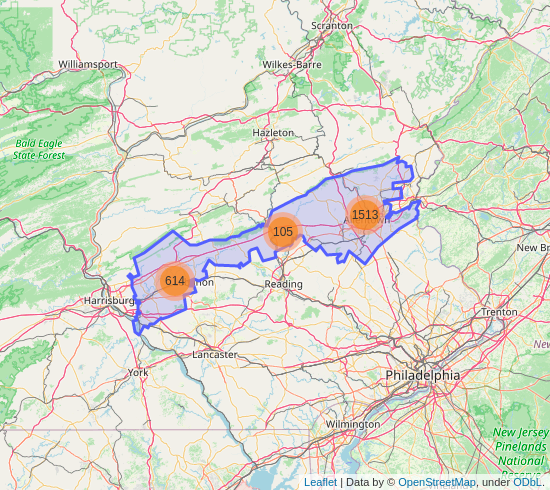 Scranton
Williamsport
Wilkes-Barre
Hazleton
Bald Eagle
State Forest
1513
105
614
Harrisburg
Reading
New Br
Trenton
Lancaster
York
Philadelphia
New
Wilmington
New Jersey
Pinelands
National
Reserve
Leaflet | Data by © OpenStreetMap, under ODbL.